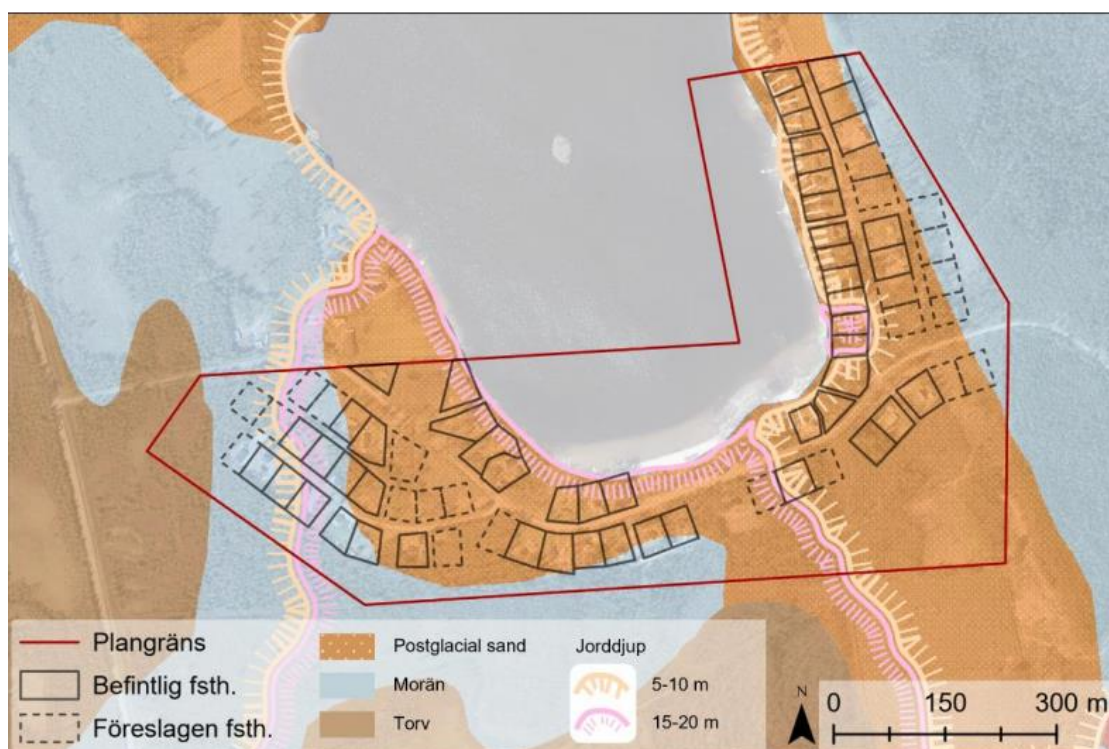 Plangräns
Befintlig fsth.
Föreslagen fsth.
Postglacial sand
Morän
Torv
Jorddjup
5-10 m
15-20 m
N
0 150 300 m